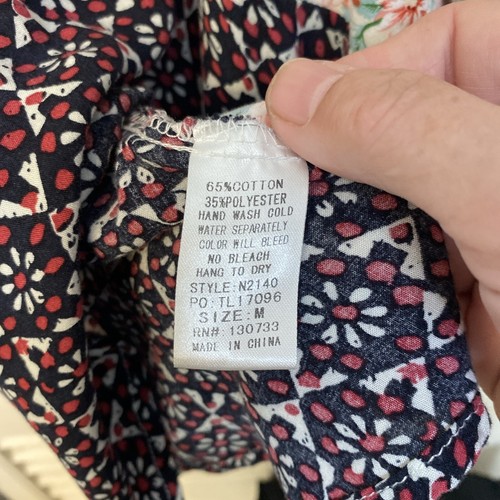 65%COTTON
35%POLYESTER
HAND WASH COLD
WATER SEPARATELY
COLOR WILL BLEED
NO BLEACH
HANG TO DRY
STYLE:N2140
PO:TL17096
SIZE:M
RN#:130733
MADE IN CHINA